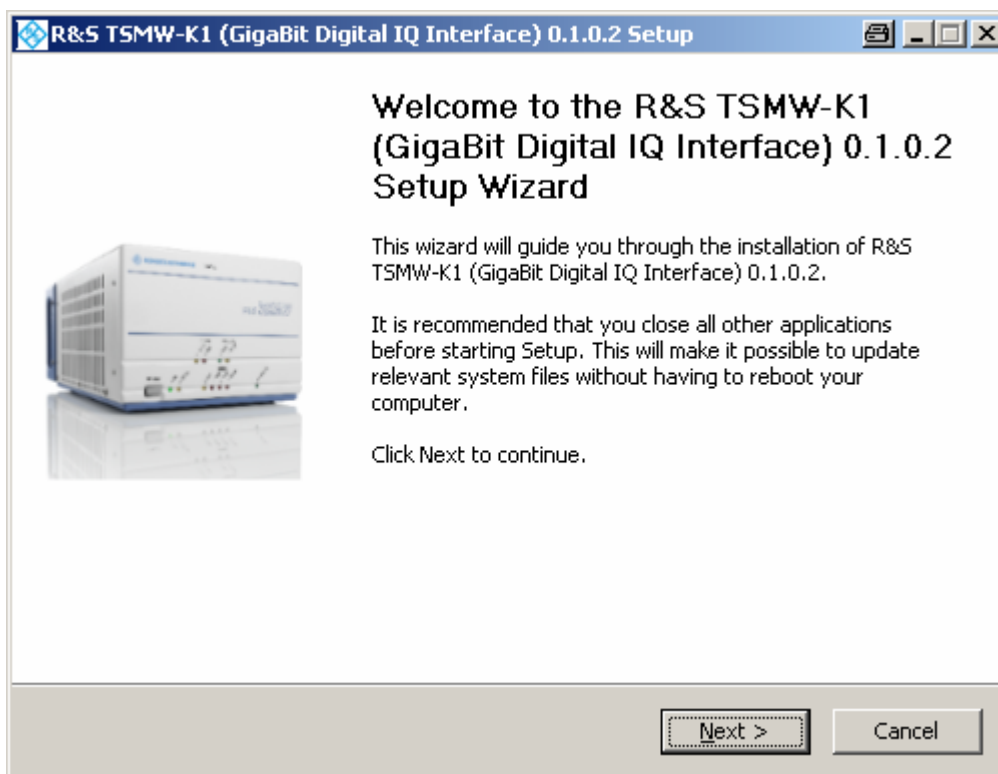 R&S TSMW-K1 (GigaBit Digital IQ Interface) 0.1.0.2 Setup
Welcome to the R&S TSMW-K1
(GigaBit Digital IQ Interface) 0.1.0.2
Setup Wizard
This wizard will guide you through the installation of R&S
TSMW-K1 (GigaBit Digital IQ Interface) 0.1.0.2.
It is recommended that you close all other applications
before starting Setup. This will make it possible to update
relevant system files without having to reboot your
computer.
Click Next to continue.
Next >
Cancel